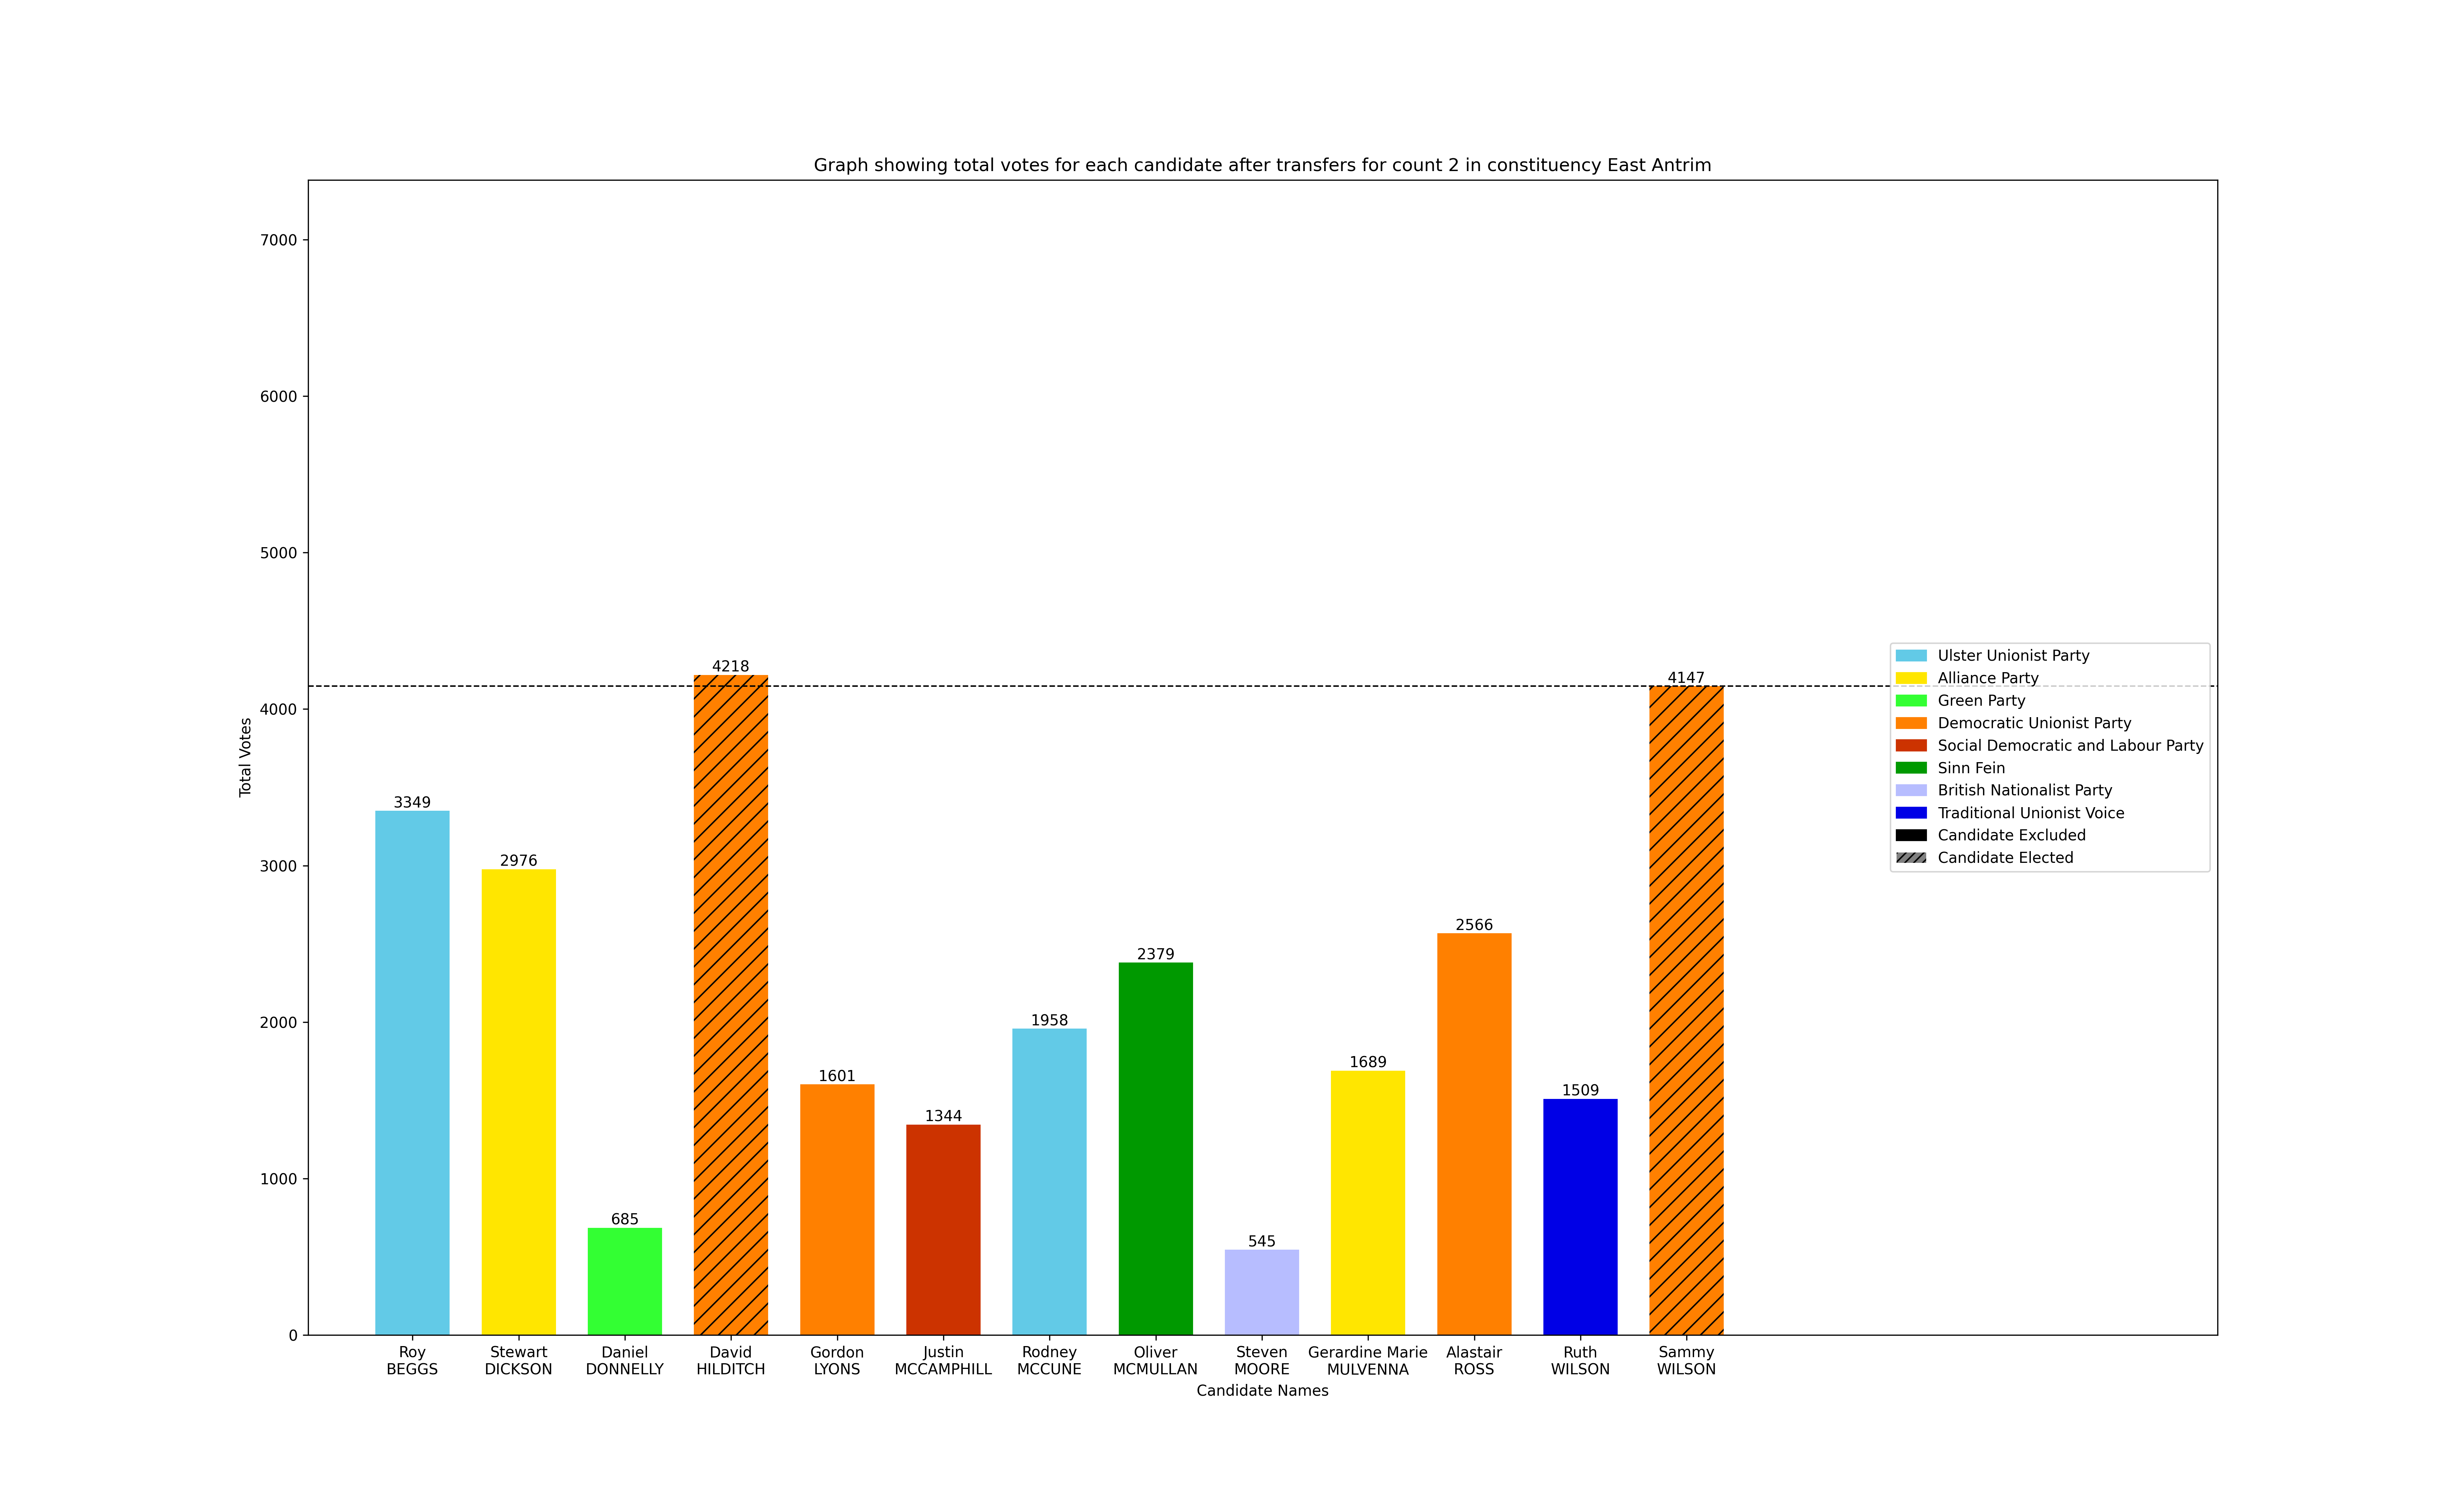 Graph showing total votes for each candidate after transfers for count 2 in constituency East Antrim
7000
6000
5000
4000
3000
2000
1000
0
Total Votes
3349
2976
685
4218
1601
1344
1958
2379
545
1689
2566
1509
4147
Ulster Unionist Party
Alliance Party
Green Party
Democratic Unionist Party
Social Democratic and Labour Party
Sinn Fein
British Nationalist Party
Traditional Unionist Voice
Candidate Excluded
Candidate Elected
Roy
BEGGS
Stewart
DICKSON
Daniel
DONNELLY
David
HILDITCH
Gordon
LYONS
Justin
MCCAMPHILL
Rodney
MCCUNE
Oliver
MCMULLAN
Steven
MOORE
Gerardine Marie
MULVENNA
Alastair
ROSS
Ruth
WILSON
Sammy
WILSON
Candidate Names